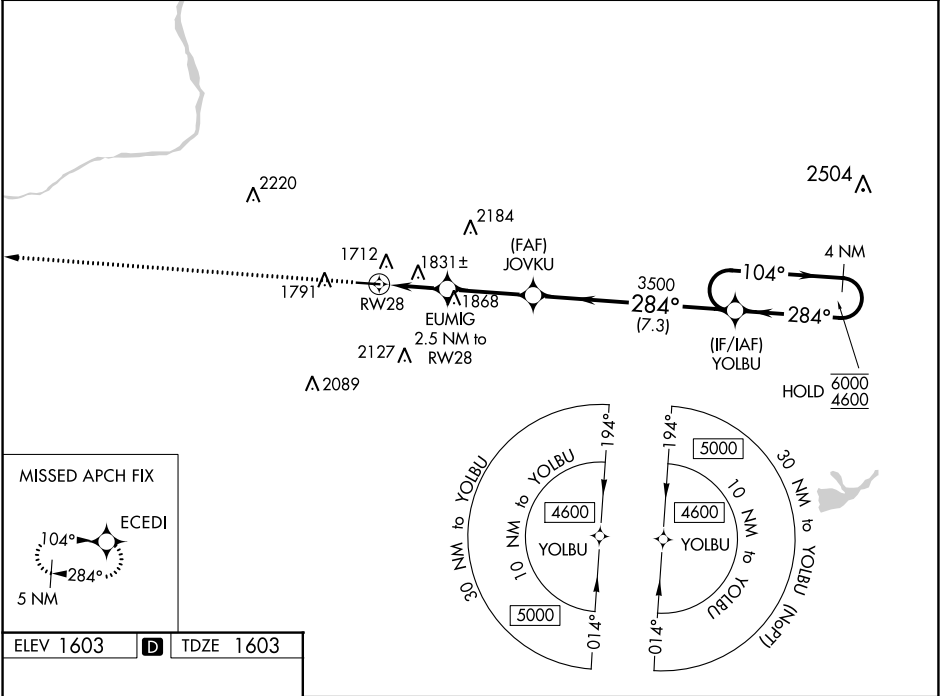 2504
2220
2184
(FAF)
JOVKU
4 NM
1712
1831±
104°
1791
RW28
1868
3500
284°
(7.3)
284°
EUMIG
2.5 NM to
RW28
(IF/IAF)
YOLBU
2127
2089
HOLD 6000
4600
MISSED APCH FIX
ECEDI
104°
284°
5 NM
30 NM to YOLBU
10 NM to YOLBU
194°
4600
YOLBU
5000
014°
194°
5000
30 NM to YOLBU (NoPT)
10 NM to YOLBU
4600
YOLBU
014°
ELEV 1603 D TDZE 1603